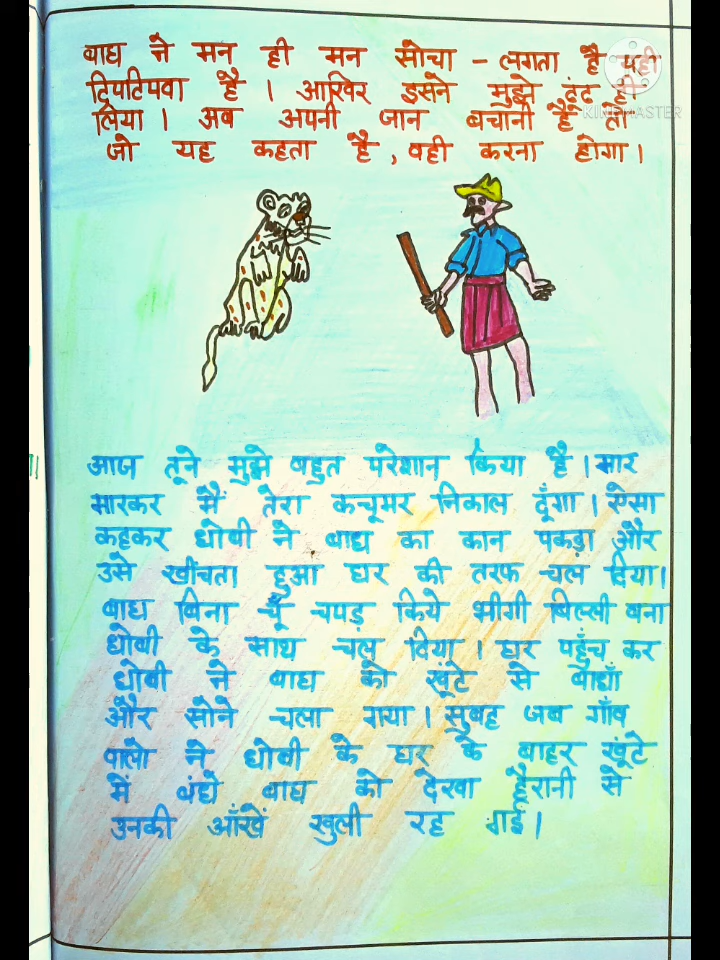 बाघ ने मन ही मन सोचा - लगता है यही
टिपटिपवा है । आखिर इसने मुझे ढूंढ ही
लिया । अब अपनी जान बचानी है तो
जो यह कहता है , वही करना होगा ।
KINEMASTER
आज तूने मुझे बहुत परेशान किया है । मार
मारकर मैं तेरा कचूमर निकाल दूँगा । ऐसा
कहकर धोबी ने बाघ का कान पकड़ा और
उसे खींचता हुआ घर की तरफ चल दिया ।
बाघ बिना चूँ चपड़ किये भीगी बिल्ली बना
धोबी के साथ चल दिया । घर पहुँच कर
धोबी ने बाघ को खूंटे से बाँधा
और सोने चला गया । सुबह जब गाँव
वालो ने धोबी के घर के बाहर खूंटे
में बंधे बाघ को देखा हैरानी से
उनकी आँखें खुली रह गईं ।